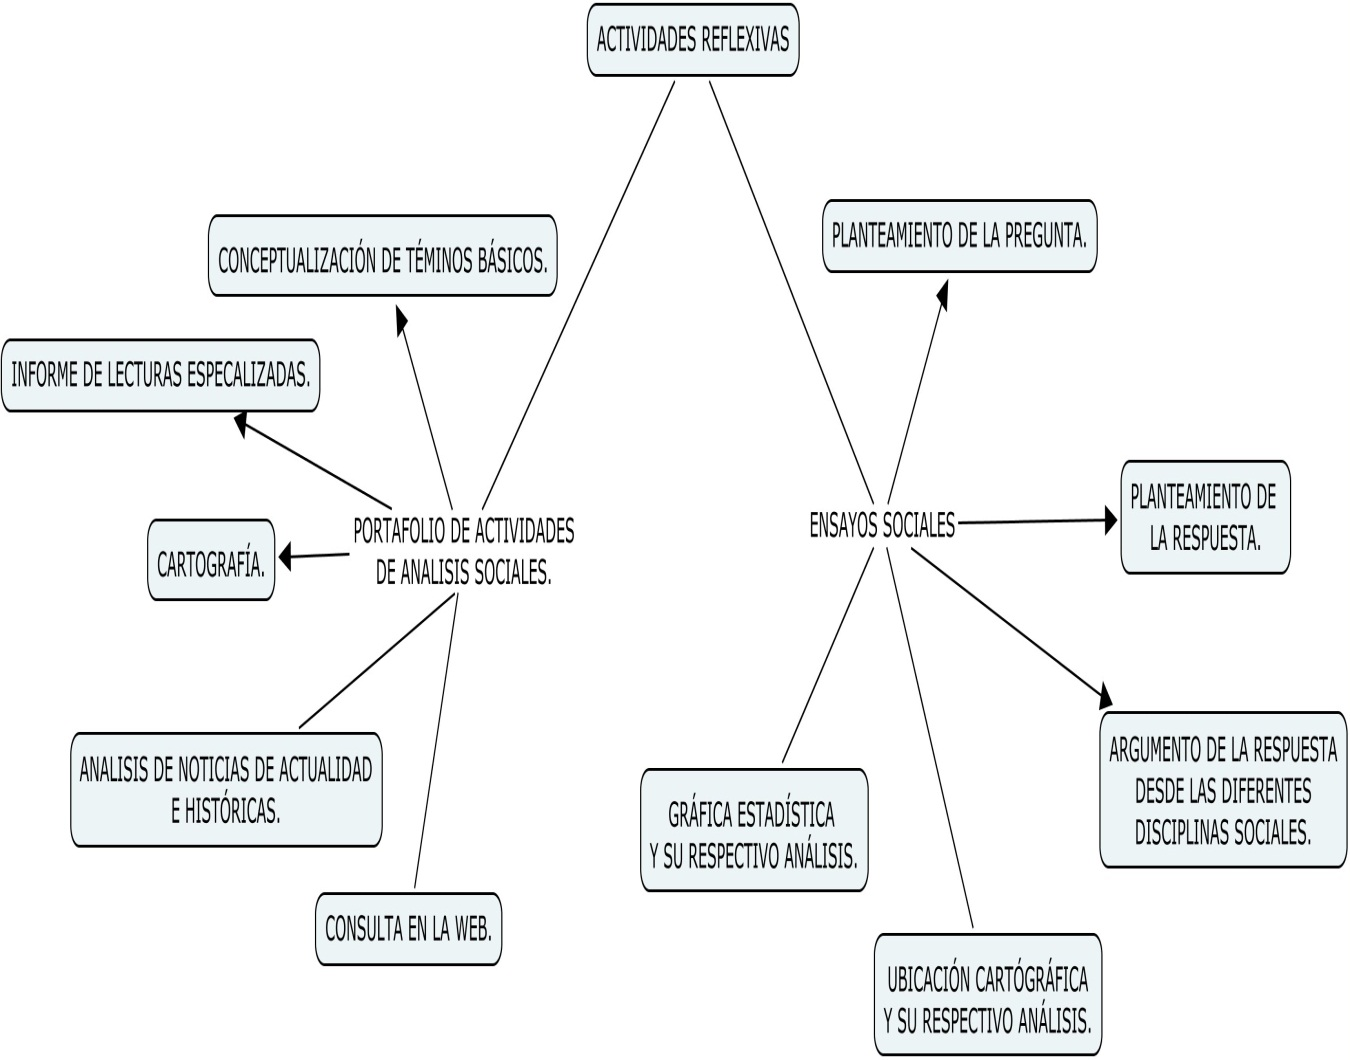 ACTIVIDADES REFLEXIVAS
CONCEPTUALIZACIÓN DE TÉMINOS BÁSICOS.
PLANTEAMIENTO DE LA PREGUNTA.
INFORME DE LECTURAS ESPECALIZADAS.
CARTOGRAFÍA.
PORTAFOLIO DE ACTIVIDADES
DE ANALISIS SOCIALES.
ENSAYOS SOCIALES
PLANTEAMIENTO DE
LA RESPUESTA.
ANALISIS DE NOTICIAS DE ACTUALIDAD
E HISTÓRICAS.
GRÁFICA ESTADÍSTICA
Y SU RESPECTIVO ANÁLISIS.
ARGUMENTO DE LA RESPUESTA
DESDE LAS DIFERENTES
DISCIPLINAS SOCIALES.
CONSULTA EN LA WEB.
UBICACIÓN CARTÓGRÁFICA
Y SU RESPECTIVO ANÁLISIS.